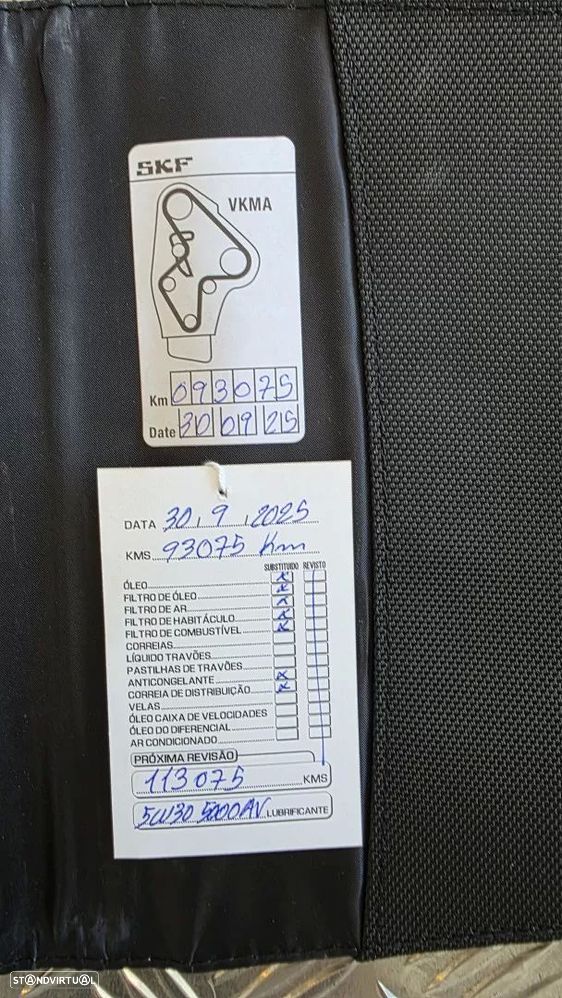 SKF
VKMA
Km 093075
Date 30 09 25
DATA 30 / 9 / 2025
KMS. 93075 Km
SUBSTITUIDO REVISTO
ÓLEO x
FILTRO DE ÓLEO x
FILTRO DE AR x
FILTRO DE HABITÁCULO x
FILTRO DE COMBUSTÍVEL x
CORREIAS
LÍQUIDO TRAVÕES
PASTILHAS DE TRAVÕES
ANTICONGELANTE x
CORREIA DE DISTRIBUIÇÃO x
VELAS
ÓLEO CAIXA DE VELOCIDADES
ÓLEO DO DIFERENCIAL
AR CONDICIONADO
PRÓXIMA REVISÃO
113075 KMS
5W30 LUBRIFICANTE
STANDVIRTUAL